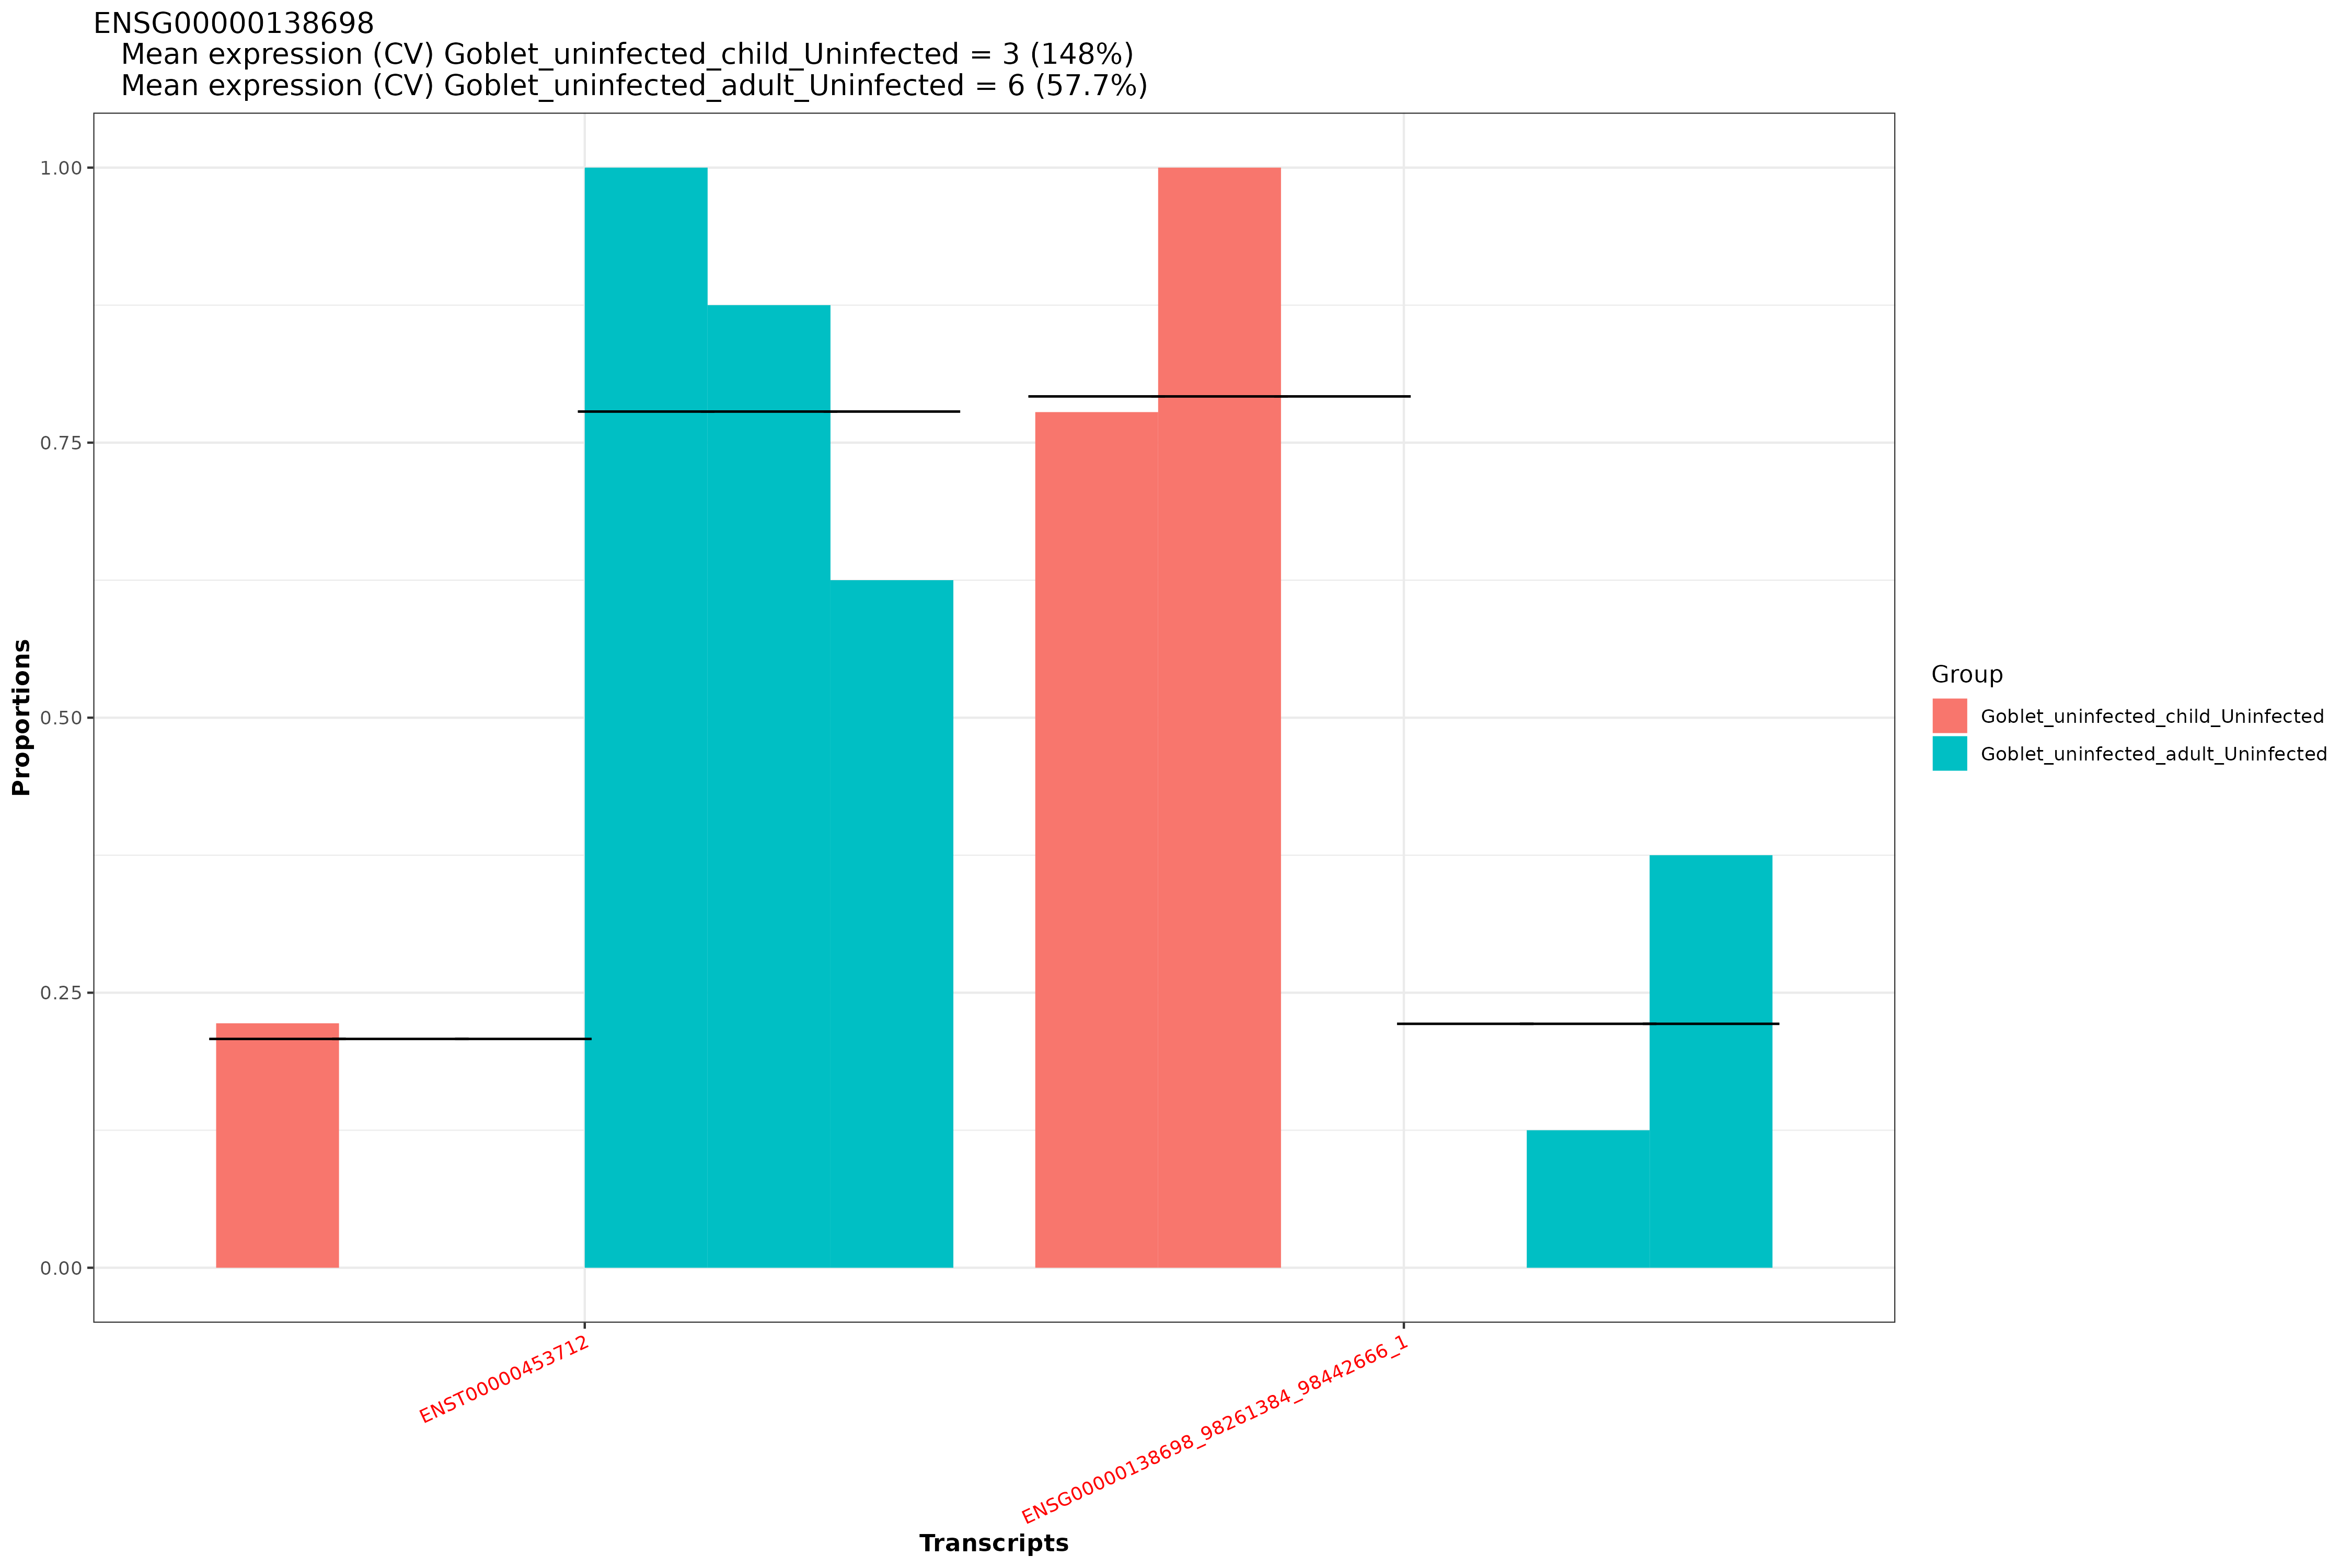 ENSG00000138698
Mean expression (CV) Goblet_uninfected_child_Uninfected = 3 (148%)
Mean expression (CV) Goblet_uninfected_adult_Uninfected = 6 (57.7%)
1.00
0.75
0.50
0.25
0.00
Proportions
ENST00000453712
ENSG00000138698_98261384_98442666_1
Transcripts
Group
Goblet_uninfected_child_Uninfected
Goblet_uninfected_adult_Uninfected